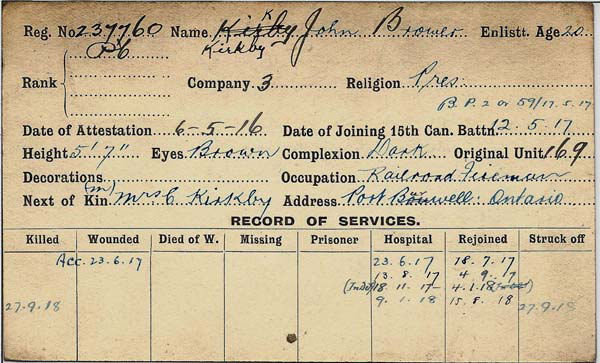 Reg. No 237760 Name Kirkby John Brower Enlistt. Age 20
Pte Kirkby
Rank Company 3 Religion Pres
B.P. 2 or 59/17.5.17
Date of Attestation 6-5-16 Date of Joining 15th Can. Battn. 12.5.17
Height 5'7" Eyes Brown Complexion Dark Original Unit 169
Decorations Occupation Railroad Fireman
Next of Kin (m) Mrs C. Kirkby Address Port Burwell: Ontario
RECORD OF SERVICES.
Killed Wounded Died of W. Missing Prisoner Hospital Rejoined Struck off
Acc. 23.6.17 23.6.17 18.7.17
13.8.17 4.9.17
(Inde) 18.11.17 4.1.18
27.9.18 9.1.18 15.8.18 27.9.18